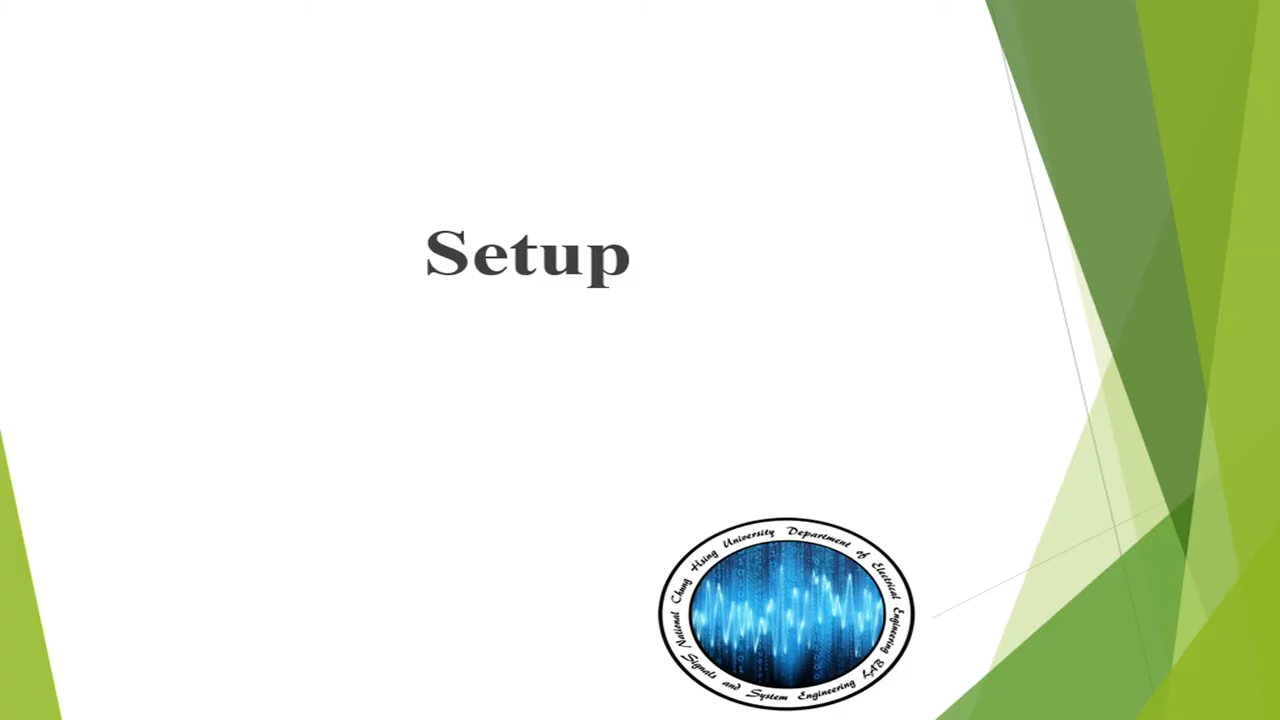 Setup
National Chung Hsing University Department of Electrical Engineering LAB
Signals and System Engineering